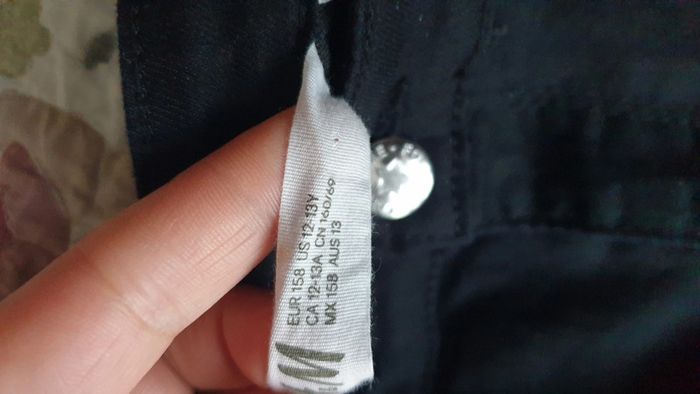 EUR 158 US 12-13Y
CA 12-13A CN 160/69
MX 158 AUS 13